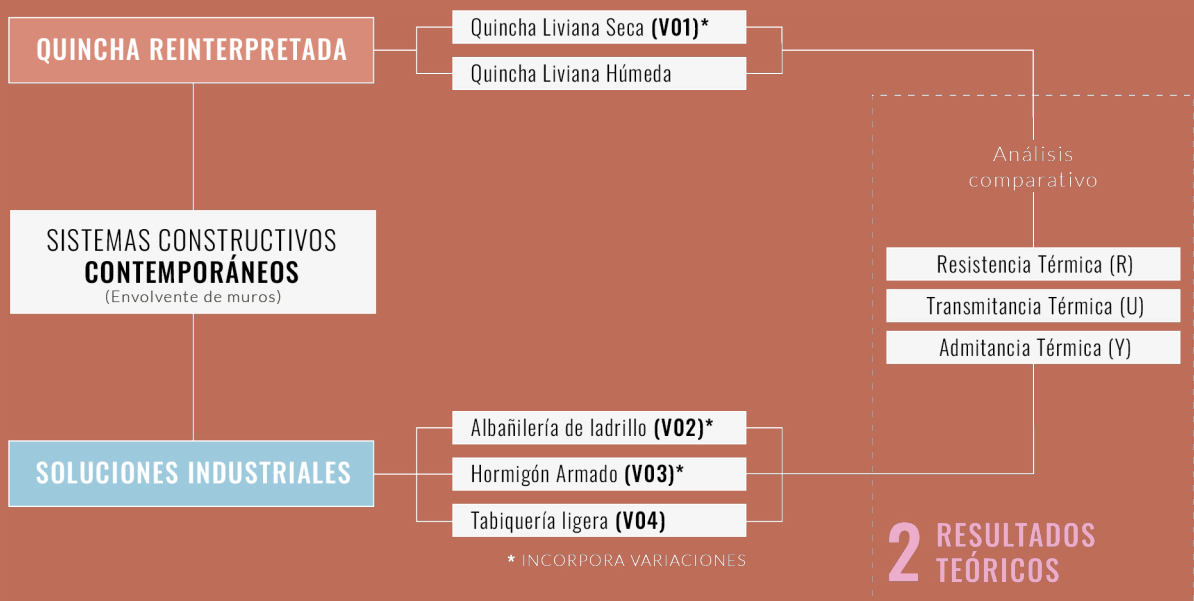 QUINCHA REINTERPRETADA
Quincha Liviana Seca (V01)*
Quincha Liviana Húmeda
Análisis
comparativo
SISTEMAS CONSTRUCTIVOS
CONTEMPORÁNEOS
(Envolvente de muros)
Resistencia Térmica (R)
Transmitancia Térmica (U)
Admitancia Térmica (Y)
SOLUCIONES INDUSTRIALES
Albañilería de ladrillo (V02)*
Hormigón Armado (V03)*
Tabiquería ligera (V04)
* INCORPORA VARIACIONES
2 RESULTADOS
TEÓRICOS